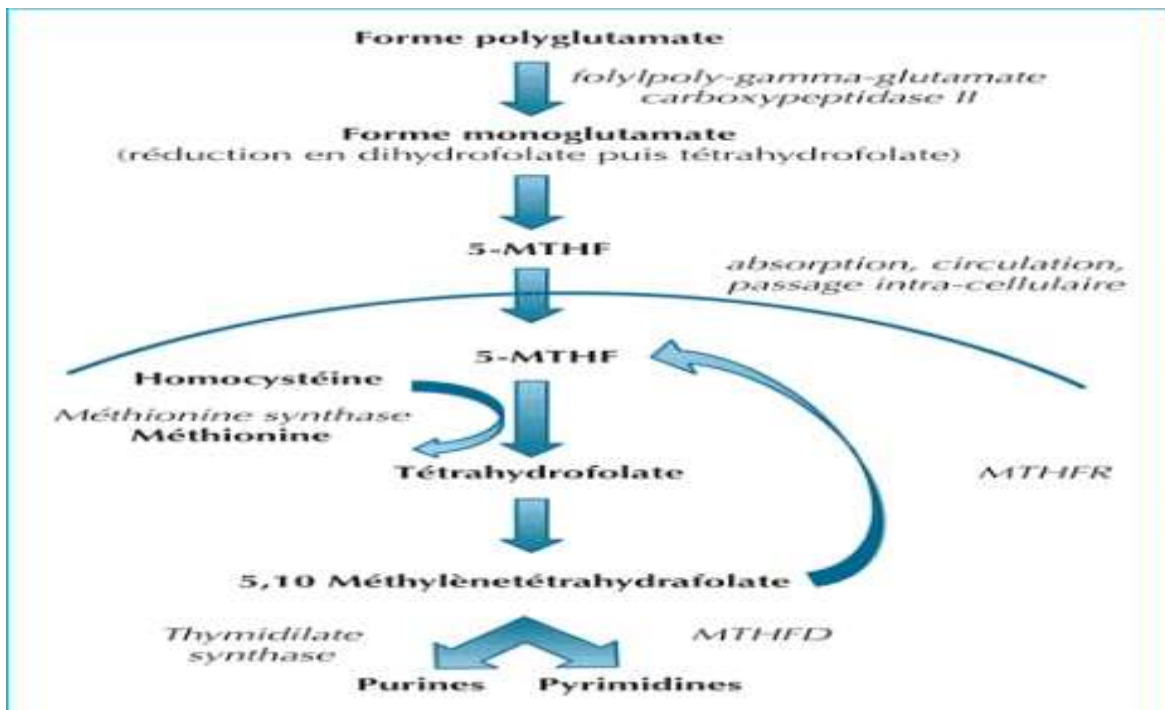 Forme polyglutamate
folylpoly-gamma-glutamate
carboxypeptidase II
Forme monoglutamate
(réduction en dihydrofolate puis tétrahydrofolate)
5-MTHF
absorption, circulation,
passage intra-cellulaire
5-MTHF
Homocystéine
Méthionine synthase
Méthionine
Tétrahydrofolate
MTHFR
5,10 Méthylènetétrahydrafolate
Thymidilate
synthase
MTHFD
Purines
Pyrimidines